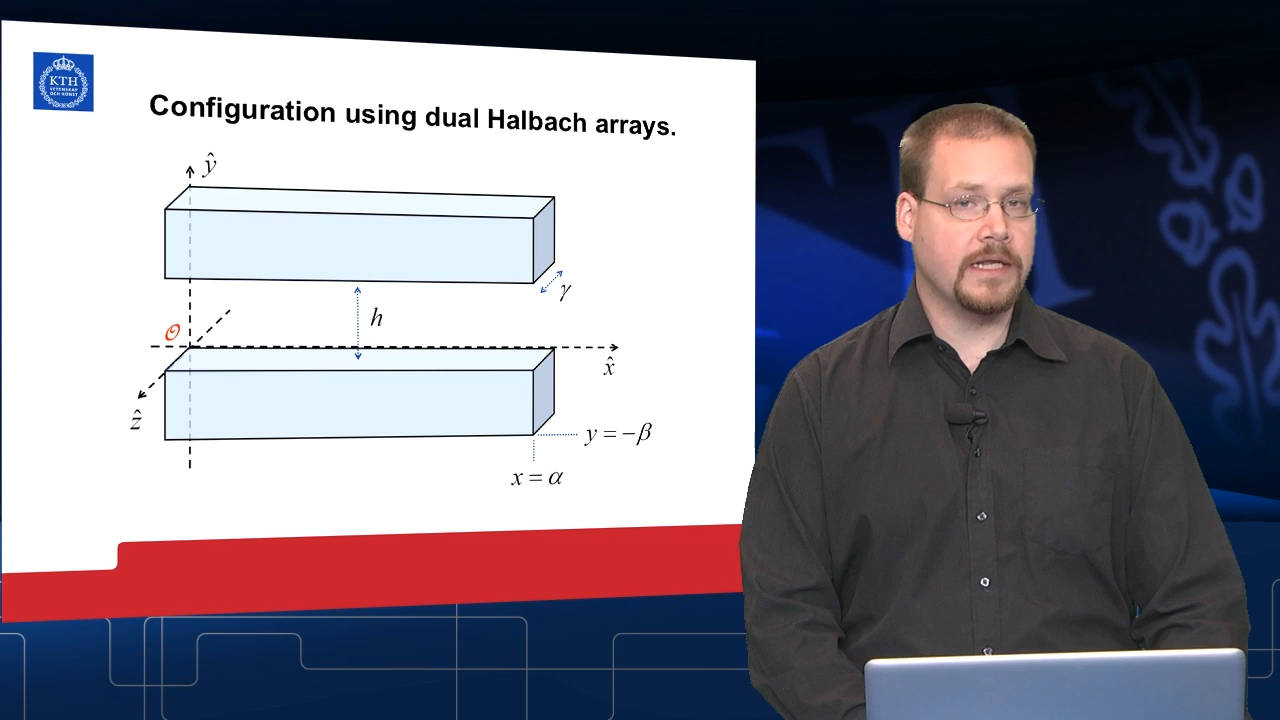 KTH
VETENSKAP
OCH KONST
Configuration using dual Halbach arrays.
ŷ
γ
h
O
x̂
ẑ
y = −β
x = α